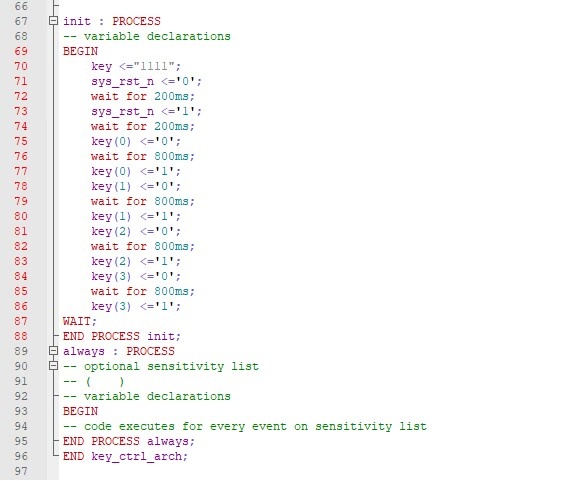 66
67 init : PROCESS
68 -- variable declarations
69 BEGIN
70 key <="1111";
71 sys_rst_n <='0';
72 wait for 200ms;
73 sys_rst_n <='1';
74 wait for 200ms;
75 key(0) <='0';
76 wait for 800ms;
77 key(0) <='1';
78 key(1) <='0';
79 wait for 800ms;
80 key(1) <='1';
81 key(2) <='0';
82 wait for 800ms;
83 key(2) <='1';
84 key(3) <='0';
85 wait for 800ms;
86 key(3) <='1';
87 WAIT;
88 END PROCESS init;
89 always : PROCESS
90 -- optional sensitivity list
91 -- (    )
92 -- variable declarations
93 BEGIN
94 -- code executes for every event on sensitivity list
95 END PROCESS always;
96 END key_ctrl_arch;
97